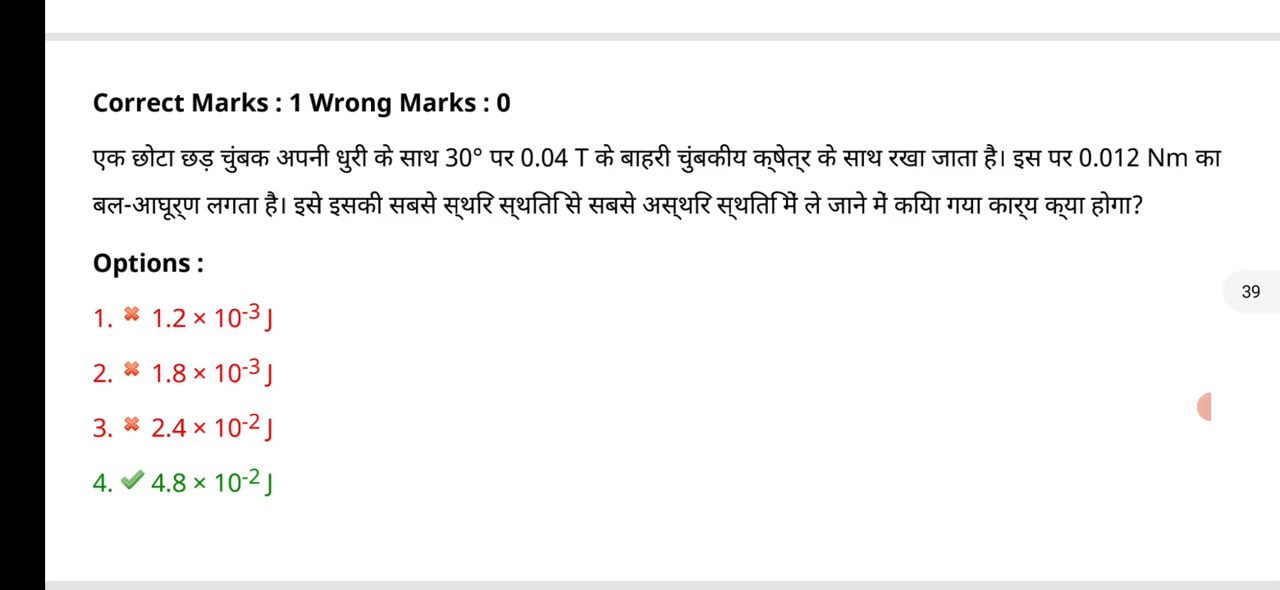 Correct Marks : 1 Wrong Marks : 0
एक छोटा छड़ चुंबक अपनी धुरी के साथ 30° पर 0.04 T के बाहरी चुंबकीय क्षेत्र के साथ रखा जाता है। इस पर 0.012 Nm का
बल-आघूर्ण लगता है। इसे इसकी सबसे स्थिर स्थिति से सबसे अस्थिर स्थिति में ले जाने में किया गया कार्य क्या होगा?
Options :
1. 1.2 × 10⁻³ J
2. 1.8 × 10⁻³ J
39
3. 2.4 × 10⁻² J
4. 4.8 × 10⁻² J